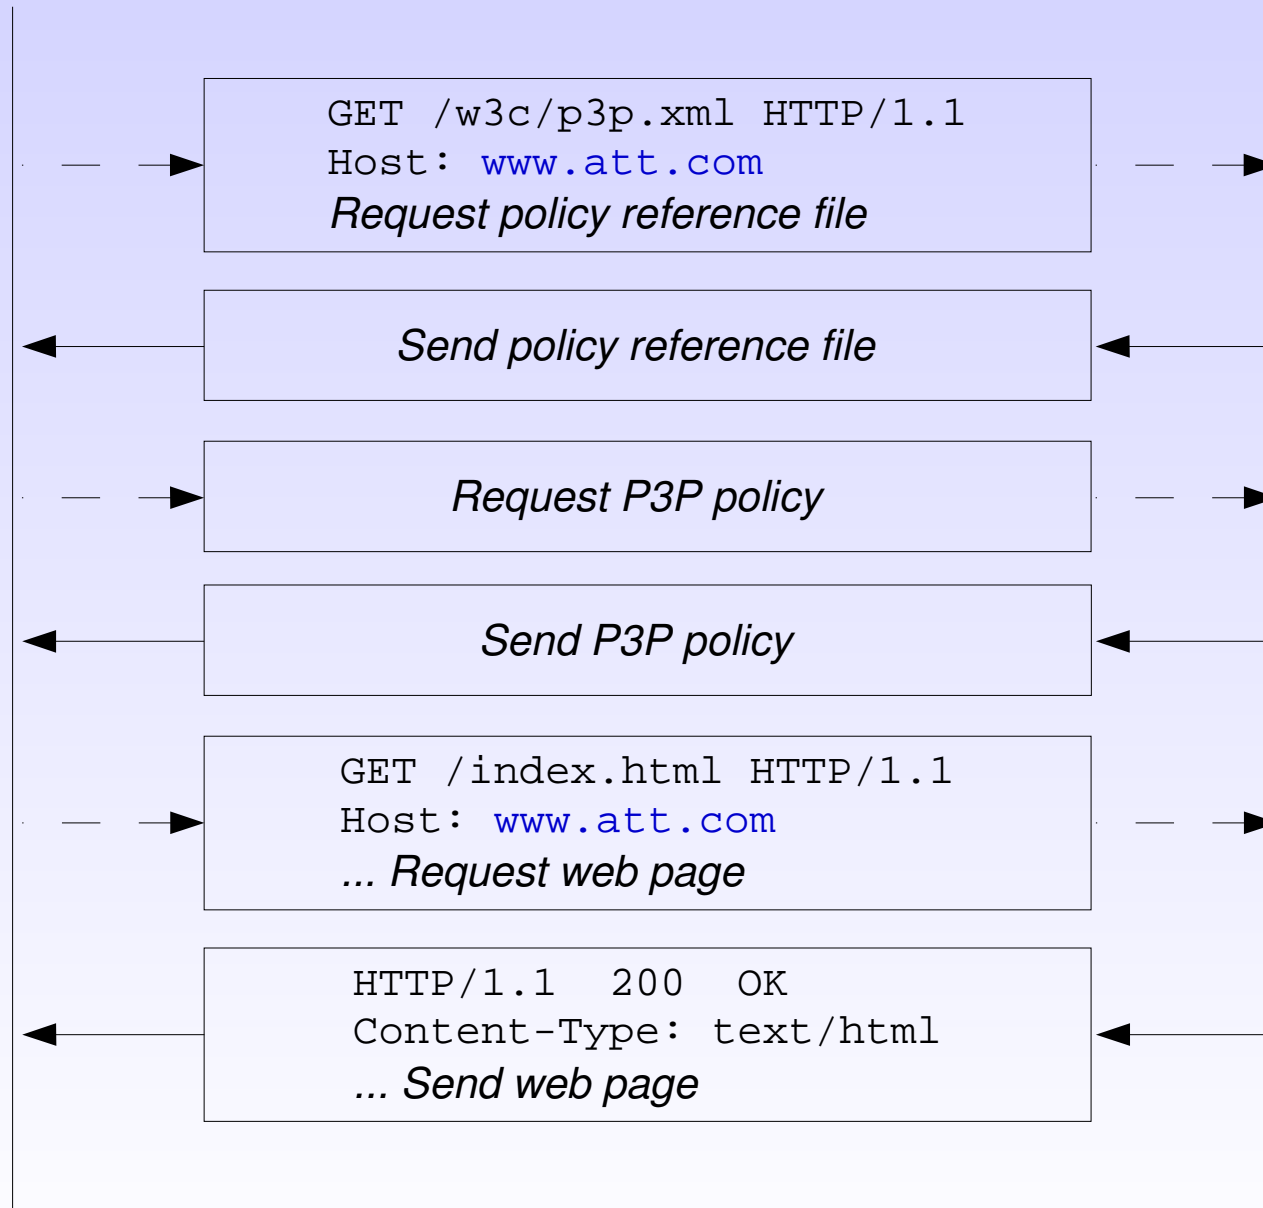 GET /w3c/p3p.xml HTTP/1.1
Host: www.att.com
Request policy reference file
Send policy reference file
Request P3P policy
Send P3P policy
GET /index.html HTTP/1.1
Host: www.att.com
... Request web page
HTTP/1.1 200 OK
Content-Type: text/html
... Send web page